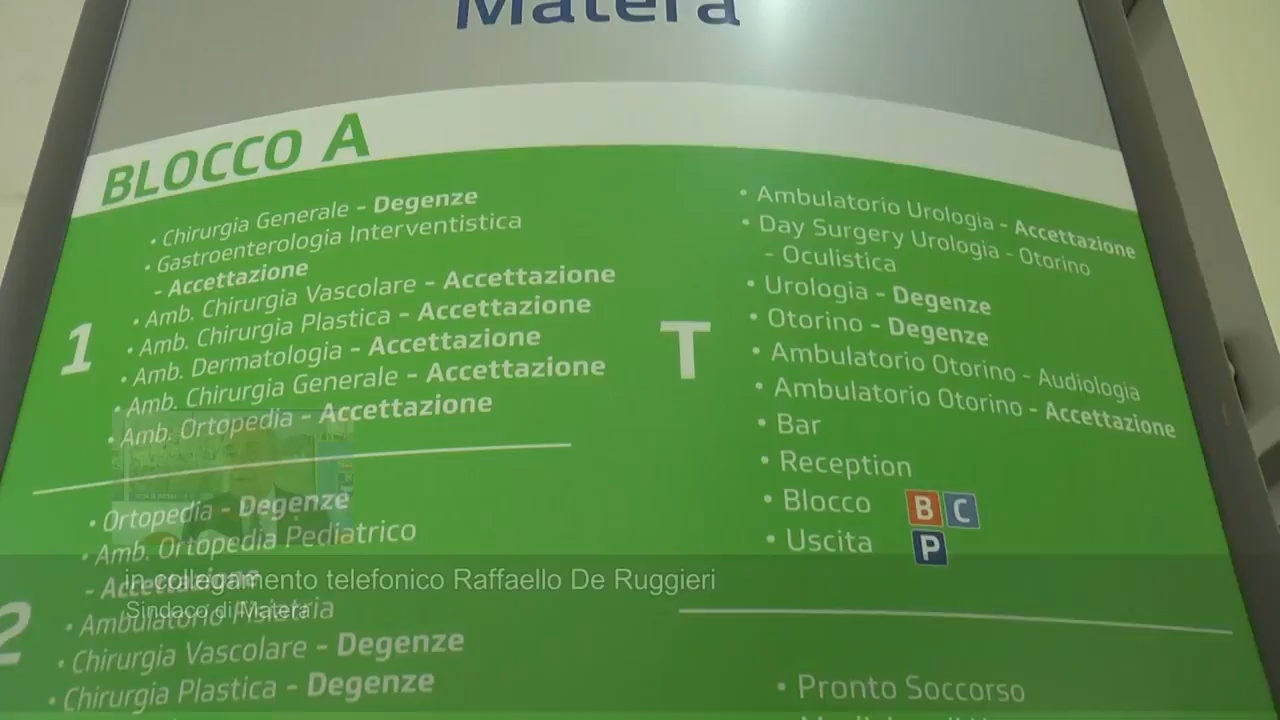 Matera
BLOCCO A
1
• Chirurgia Generale - Degenze
• Gastroenterologia Interventistica
- Accettazione
• Amb. Chirurgia Vascolare - Accettazione
• Amb. Chirurgia Plastica - Accettazione
• Amb. Dermatologia - Accettazione
• Amb. Chirurgia Generale - Accettazione
• Amb. Ortopedia - Accettazione
2
• Ortopedia - Degenze
• Amb. Ortopedia Pediatrico
- Accettazione
• Ambulatorio Fisiatria
• Chirurgia Vascolare - Degenze
• Chirurgia Plastica - Degenze
T
• Ambulatorio Urologia - Accettazione
• Day Surgery Urologia - Otorino
- Oculistica
• Urologia - Degenze
• Otorino - Degenze
• Ambulatorio Otorino - Audiologia
• Ambulatorio Otorino - Accettazione
• Bar
• Reception
• Blocco B C
• Uscita P
• Pronto Soccorso
in collegamento telefonico Raffaello De Ruggieri
Sindaco di Matera